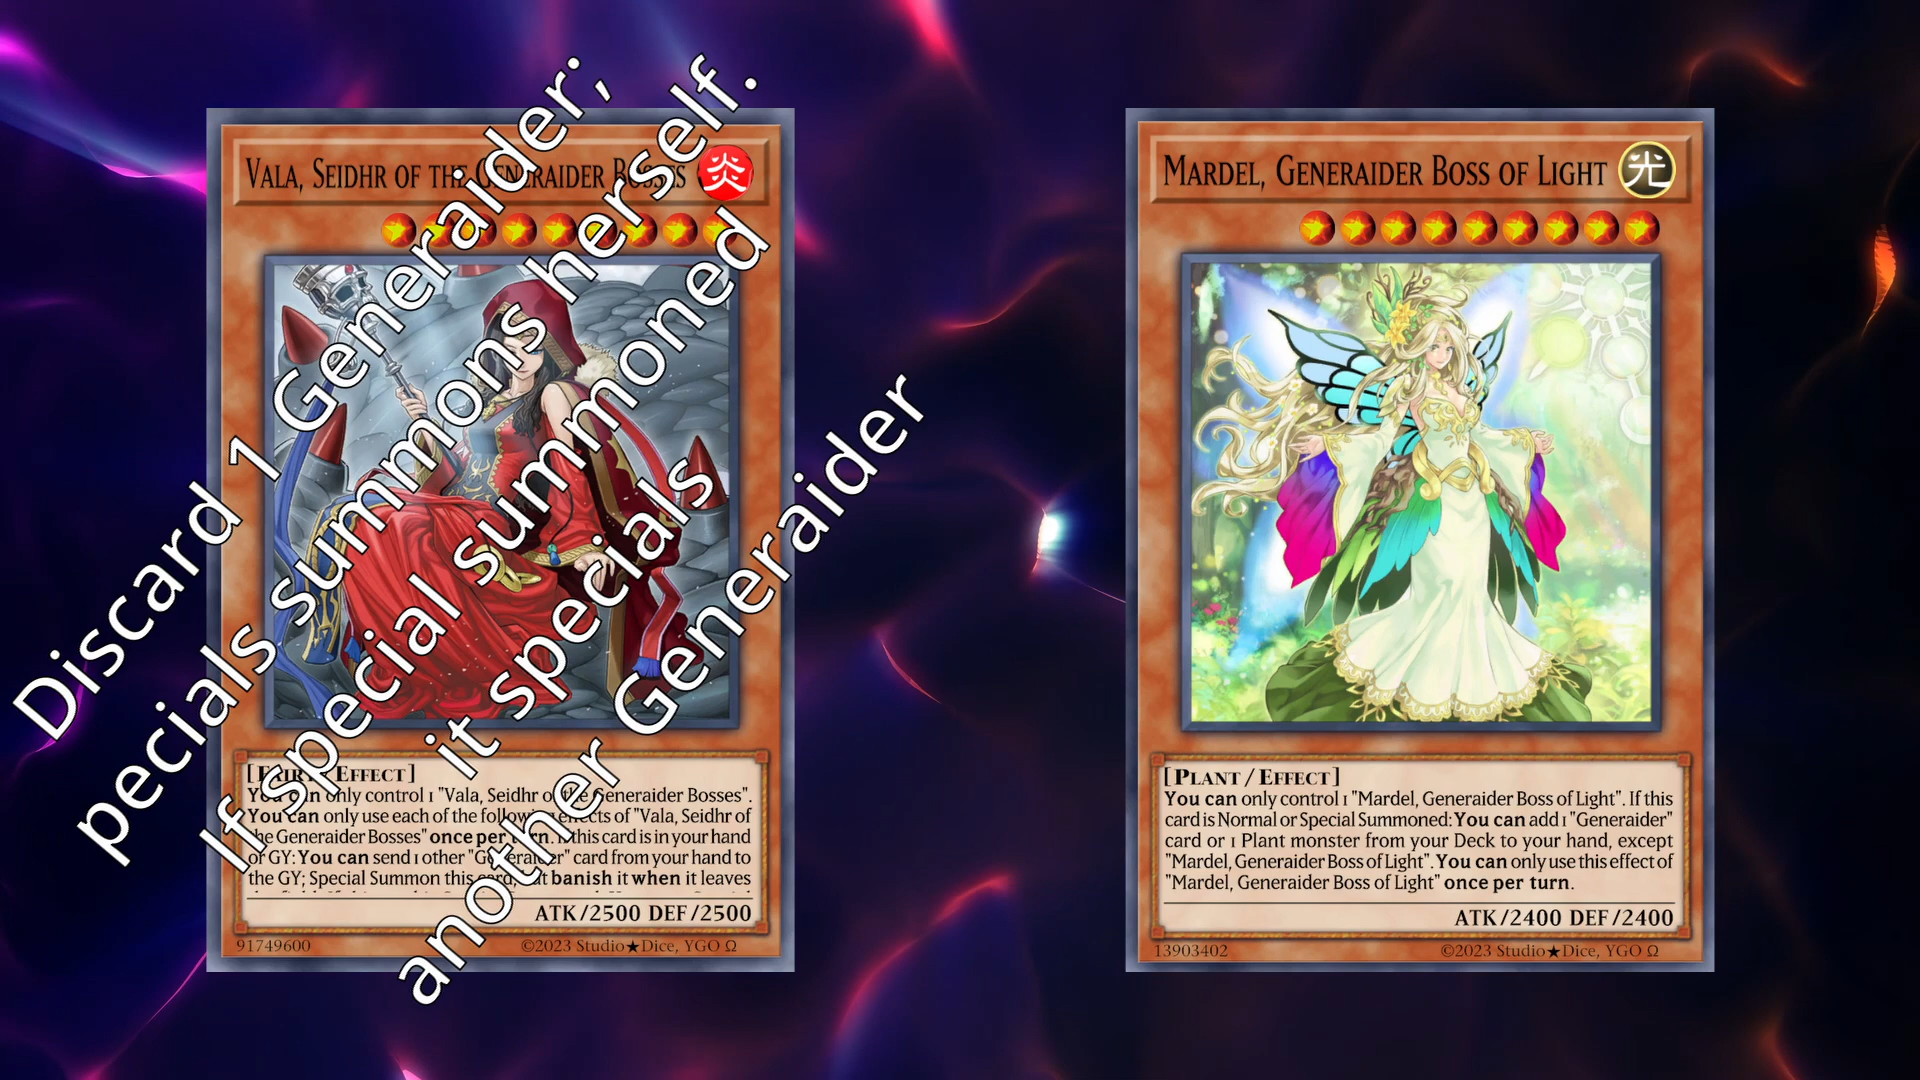 Discard 1 Generaider;
pecials summons herself.
If special summoned
it specials
another Generaider
VALA, SEIDHR OF THE GENERAIDER BOSSES
炎
[FAIRY / EFFECT]
You can only control 1 "Vala, Seidhr of the Generaider Bosses".
You can only use each of the following effects of "Vala, Seidhr of
the Generaider Bosses" once per turn. If this card is in your hand
or GY: You can send 1 other "Generaider" card from your hand to
the GY; Special Summon this card, but banish it when it leaves
ATK/2500 DEF/2500
91749600
©2023 Studio★Dice, YGO Ω
MARDEL, GENERAIDER BOSS OF LIGHT
光
[PLANT / EFFECT]
You can only control 1 "Mardel, Generaider Boss of Light". If this
card is Normal or Special Summoned: You can add 1 "Generaider"
card or 1 Plant monster from your Deck to your hand, except
"Mardel, Generaider Boss of Light". You can only use this effect of
"Mardel, Generaider Boss of Light" once per turn.
ATK/2400 DEF/2400
13903402
©2023 Studio★Dice, YGO Ω